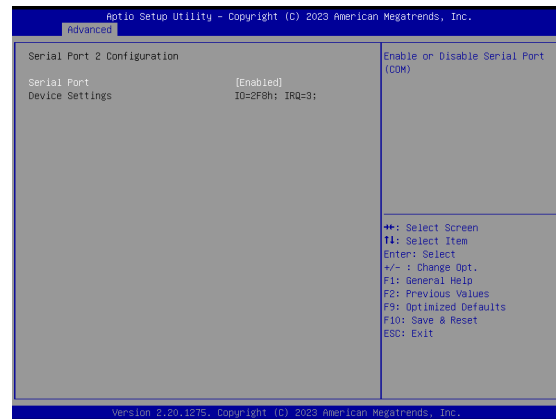 Aptio Setup Utility – Copyright (C) 2023 American Megatrends, Inc.
Advanced
Serial Port 2 Configuration
Serial Port [Enabled]
Device Settings IO=2F8h; IRQ=3;
Enable or Disable Serial Port
(COM)
→←: Select Screen
↑↓: Select Item
Enter: Select
+/- : Change Opt.
F1: General Help
F2: Previous Values
F9: Optimized Defaults
F10: Save & Reset
ESC: Exit
Version 2.20.1275. Copyright (C) 2023 American Megatrends, Inc.